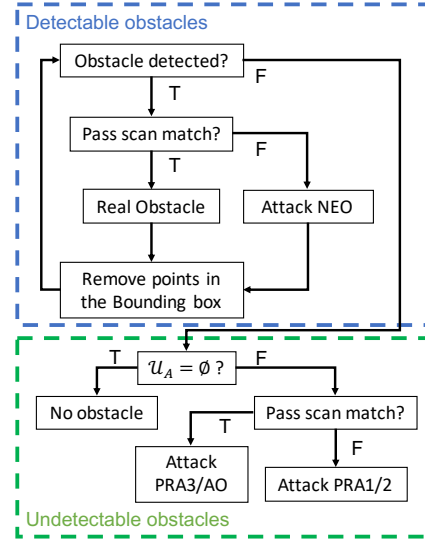 Detectable obstacles
Obstacle detected?
F
T
Pass scan match?
F
T
Real Obstacle
Attack NEO
Remove points in
the Bounding box
T
𝒰_A = ∅ ?
F
No obstacle
Pass scan match?
T
F
Attack
PRA3/AO
Attack PRA1/2
Undetectable obstacles